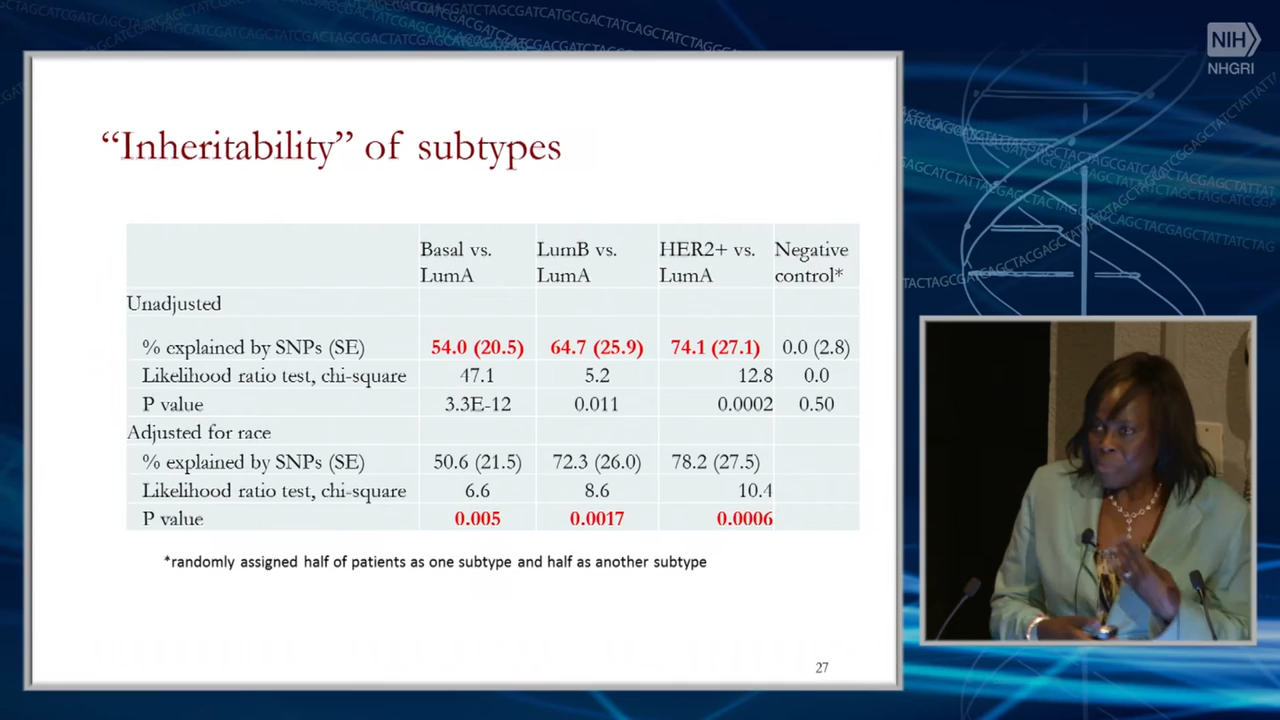 NIH
NHGRI
“Inheritability” of subtypes
Basal vs. LumB vs. HER2+ vs. Negative
LumA LumA LumA control*
Unadjusted
% explained by SNPs (SE) 54.0 (20.5) 64.7 (25.9) 74.1 (27.1) 0.0 (2.8)
Likelihood ratio test, chi-square 47.1 5.2 12.8 0.0
P value 3.3E-12 0.011 0.0002 0.50
Adjusted for race
% explained by SNPs (SE) 50.6 (21.5) 72.3 (26.0) 78.2 (27.5)
Likelihood ratio test, chi-square 6.6 8.6 10.4
P value 0.005 0.0017 0.0006
*randomly assigned half of patients as one subtype and half as another subtype
27